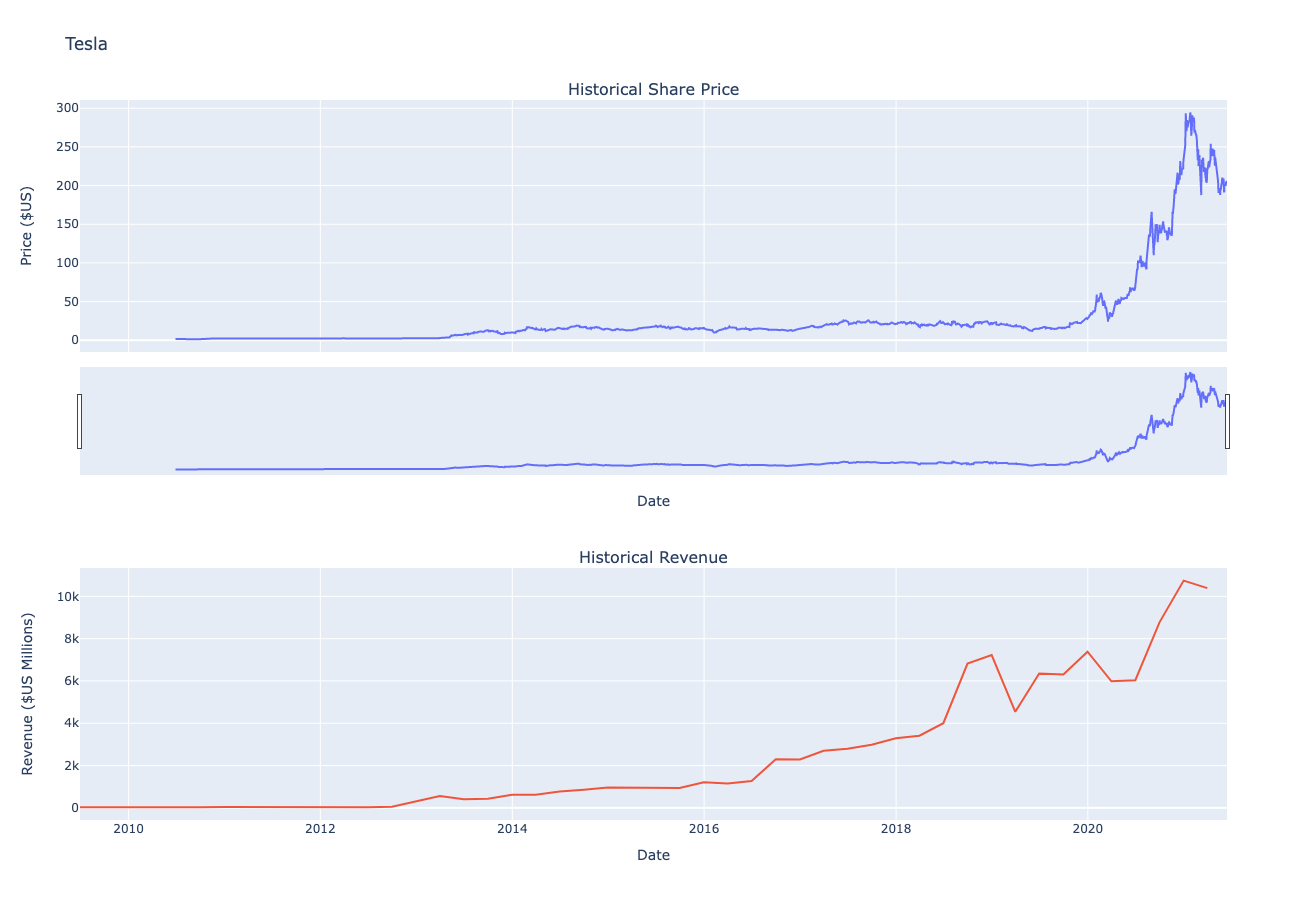 Tesla
Historical Share Price
300
250
200
150
100
50
0
Price ($US)
Date
Historical Revenue
10k
8k
6k
4k
2k
0
Revenue ($US Millions)
2010 2012 2014 2016 2018 2020
Date